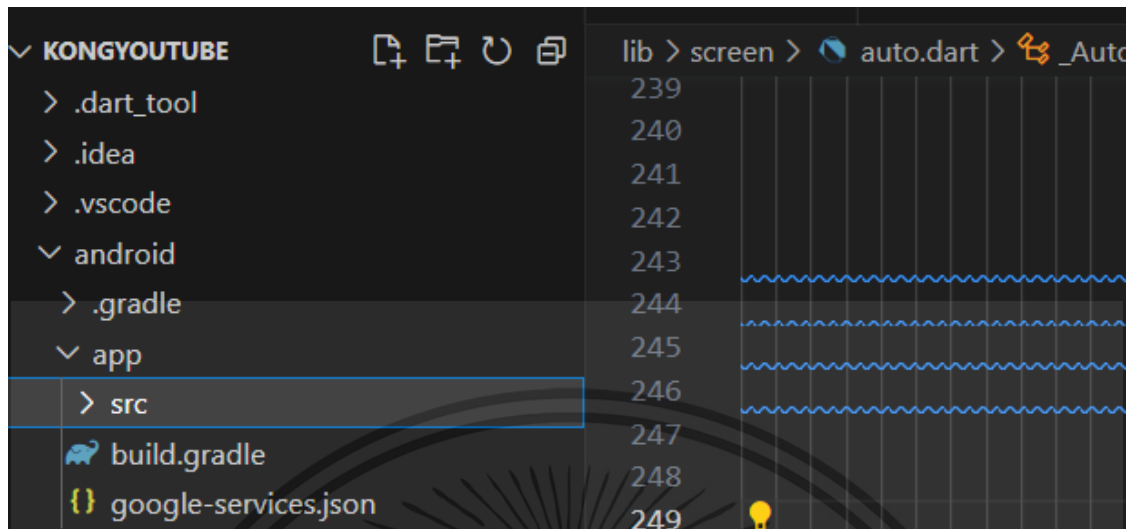 KONGYOUTUBE
.dart_tool
.idea
.vscode
android
.gradle
app
src
build.gradle
{} google-services.json
lib > screen > auto.dart >
239
240
241
242
243
244
245
246
247
248
249